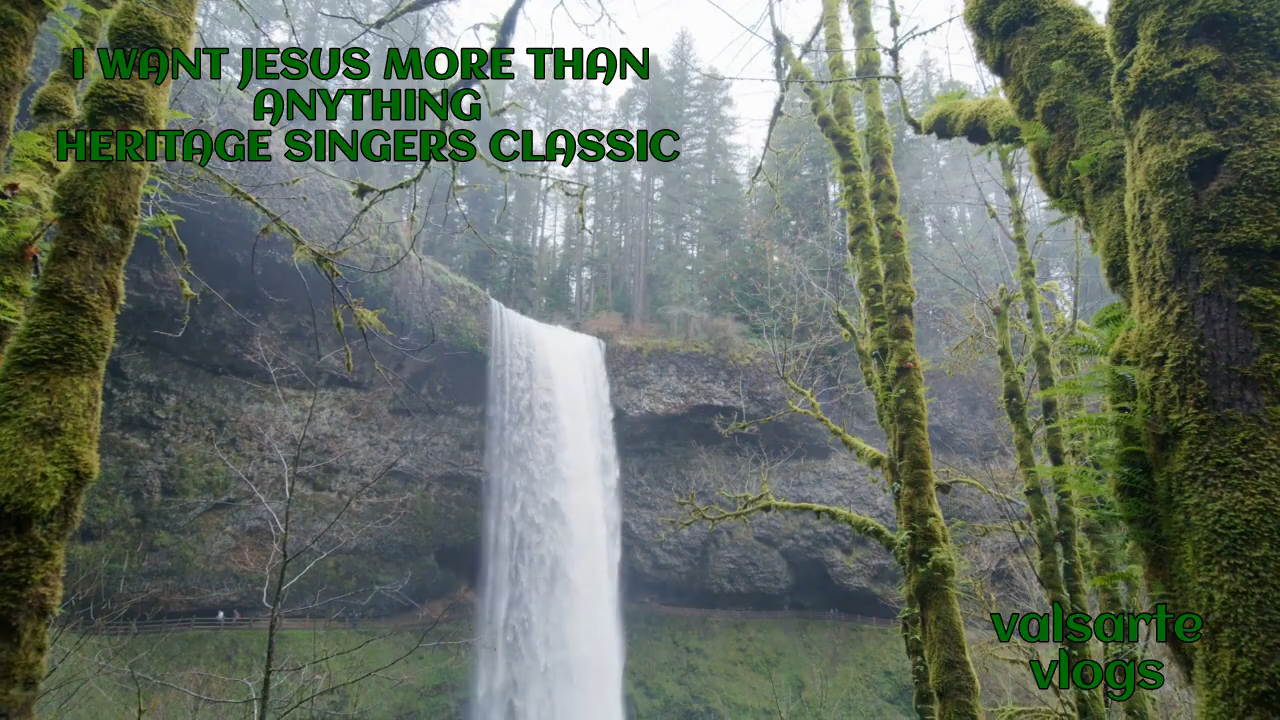 I WANT JESUS MORE THAN
ANYTHING
HERITAGE SINGERS CLASSIC
valsarte
vlogs